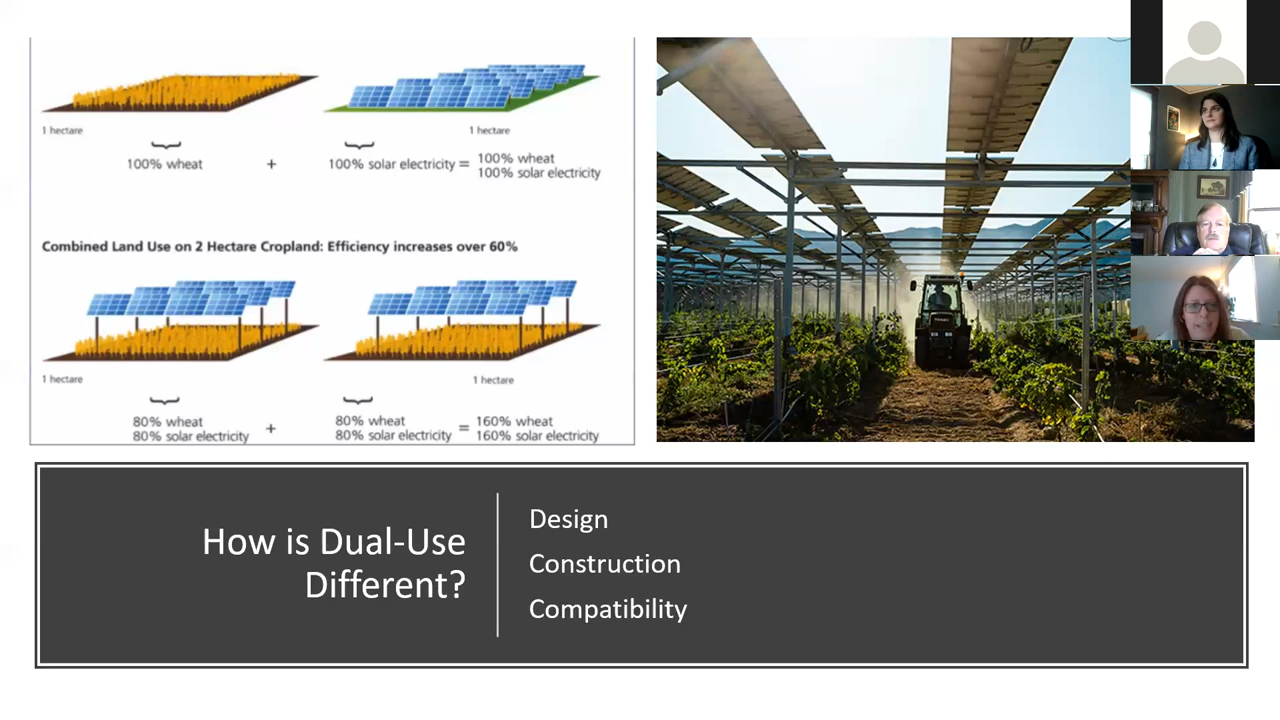 1 hectare
1 hectare
100% wheat
+
100% solar electricity =
100% wheat
100% solar electricity
Combined Land Use on 2 Hectare Cropland: Efficiency increases over 60%
1 hectare
1 hectare
80% wheat
80% solar electricity
+
80% wheat
80% solar electricity
=
160% wheat
160% solar electricity
How is Dual-Use
Different?
Design
Construction
Compatibility